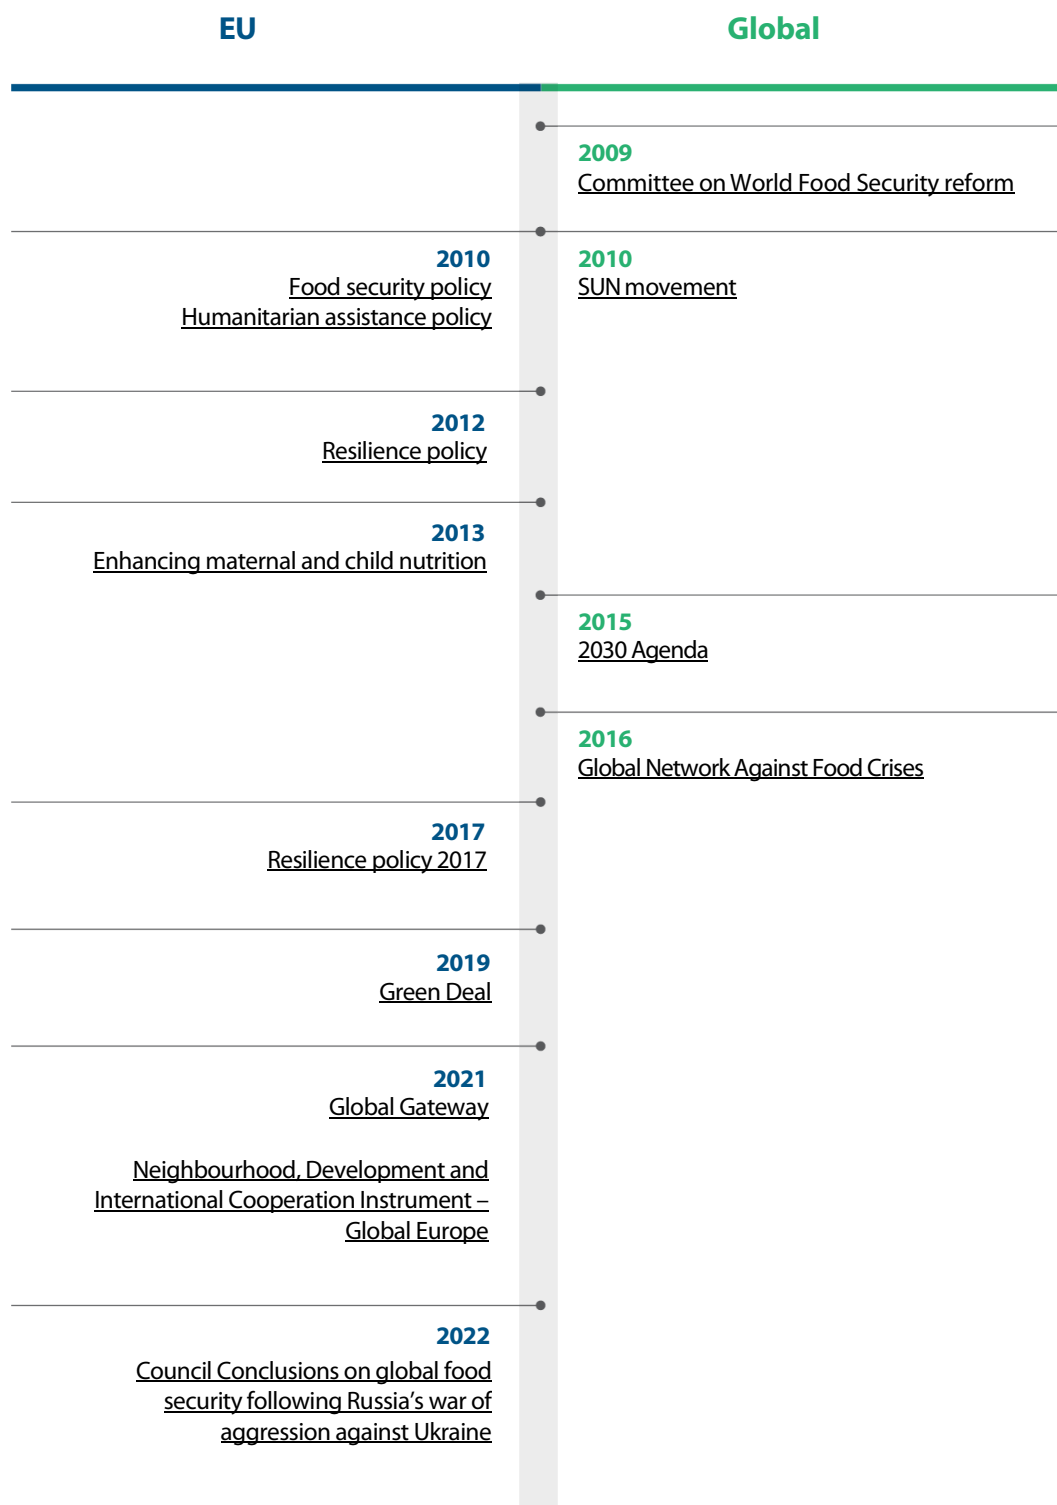 EU
Global
2009
Committee on World Food Security reform
2010
Food security policy
Humanitarian assistance policy
2010
SUN movement
2012
Resilience policy
2013
Enhancing maternal and child nutrition
2015
2030 Agenda
2016
Global Network Against Food Crises
2017
Resilience policy 2017
2019
Green Deal
2021
Global Gateway
Neighbourhood, Development and
International Cooperation Instrument –
Global Europe
2022
Council Conclusions on global food
security following Russia’s war of
aggression against Ukraine